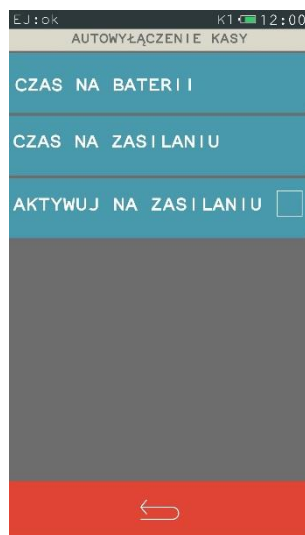 EJ:ok K1 12:00
AUTOWYŁĄCZENIE KASY
CZAS NA BATERII
CZAS NA ZASILANIU
AKTYWUJ NA ZASILANIU